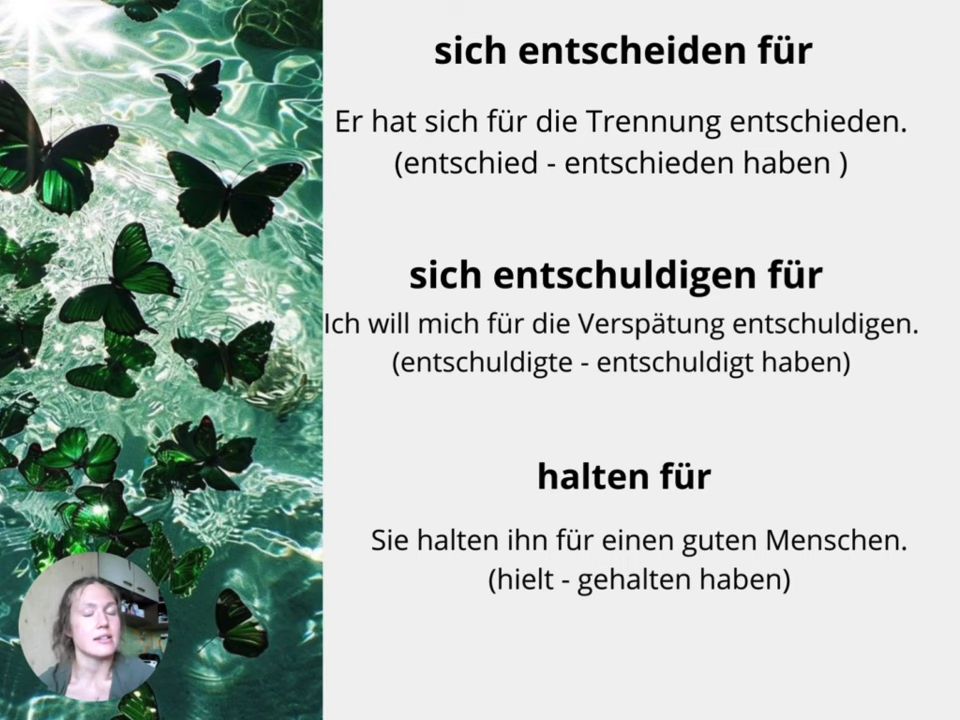 sich entscheiden für
Er hat sich für die Trennung entschieden.
(entschied - entschieden haben )
sich entschuldigen für
Ich will mich für die Verspätung entschuldigen.
(entschuldigte - entschuldigt haben)
halten für
Sie halten ihn für einen guten Menschen.
(hielt - gehalten haben)